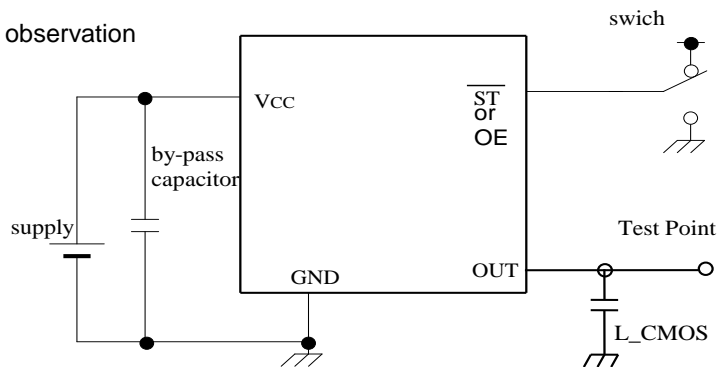 swich
observation
VCC
ST
or
OE
by-pass
capacitor
supply
Test Point
GND
OUT
L_CMOS